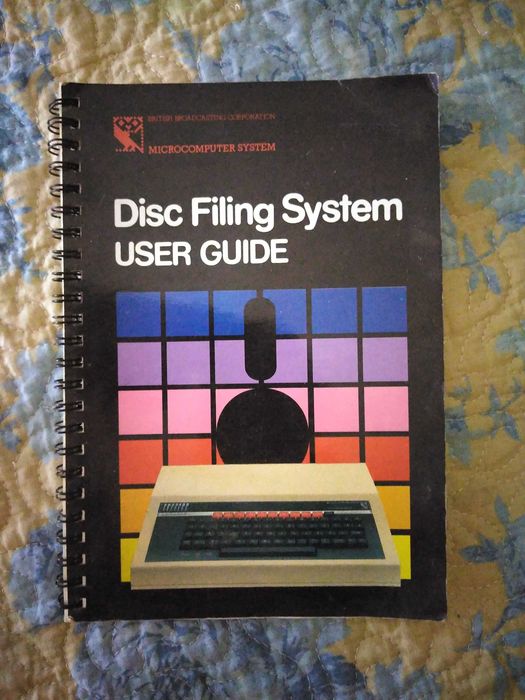 BRITISH BROADCASTING CORPORATION
MICROCOMPUTER SYSTEM
Disc Filing System
USER GUIDE